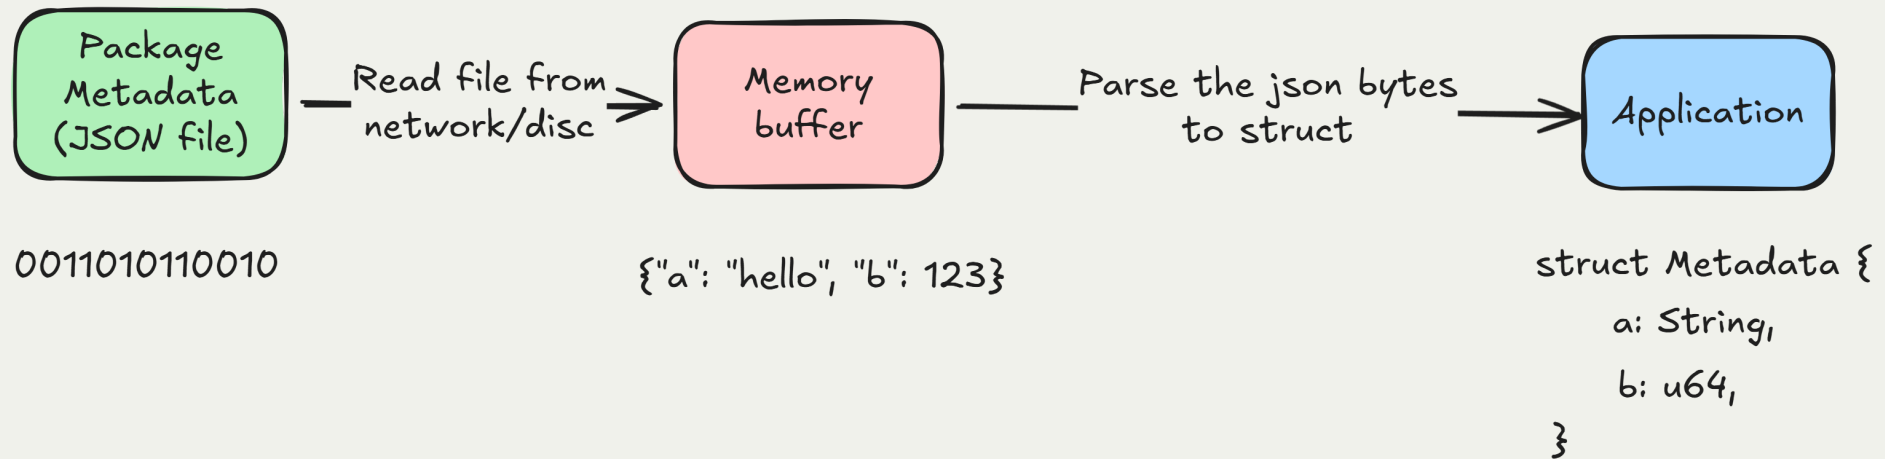 Package
Metadata
(JSON file)
Read file from
network/disc
Memory
buffer
Parse the json bytes
to struct
Application
0011010110010
{"a": "hello", "b": 123}
struct Metadata {
a: String,
b: u64,
}